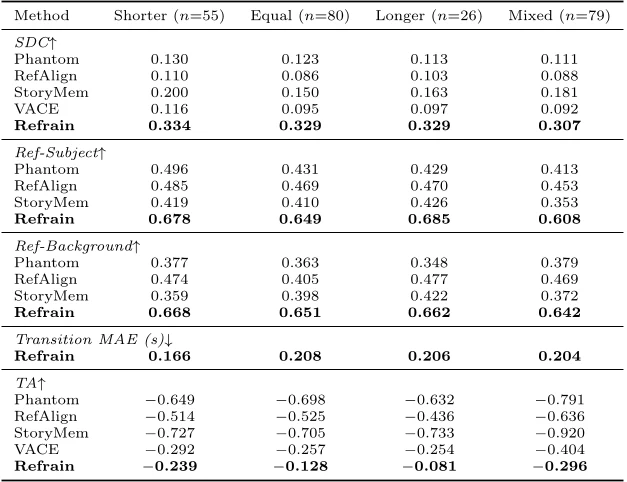 Method Shorter (n=55) Equal (n=80) Longer (n=26) Mixed (n=79)
SDC↑
Phantom 0.130 0.123 0.113 0.111
RefAlign 0.110 0.086 0.103 0.088
StoryMem 0.200 0.150 0.163 0.181
VACE 0.116 0.095 0.097 0.092
Refrain 0.334 0.329 0.329 0.307
Ref-Subject↑
Phantom 0.496 0.431 0.429 0.413
RefAlign 0.485 0.469 0.470 0.453
StoryMem 0.419 0.410 0.426 0.353
Refrain 0.678 0.649 0.685 0.608
Ref-Background↑
Phantom 0.377 0.363 0.348 0.379
RefAlign 0.474 0.405 0.477 0.469
StoryMem 0.359 0.398 0.422 0.372
Refrain 0.668 0.651 0.662 0.642
Transition MAE (s)↓
Refrain 0.166 0.208 0.206 0.204
TA↑
Phantom −0.649 −0.698 −0.632 −0.791
RefAlign −0.514 −0.525 −0.436 −0.636
StoryMem −0.727 −0.705 −0.733 −0.920
VACE −0.292 −0.257 −0.254 −0.404
Refrain −0.239 −0.128 −0.081 −0.296